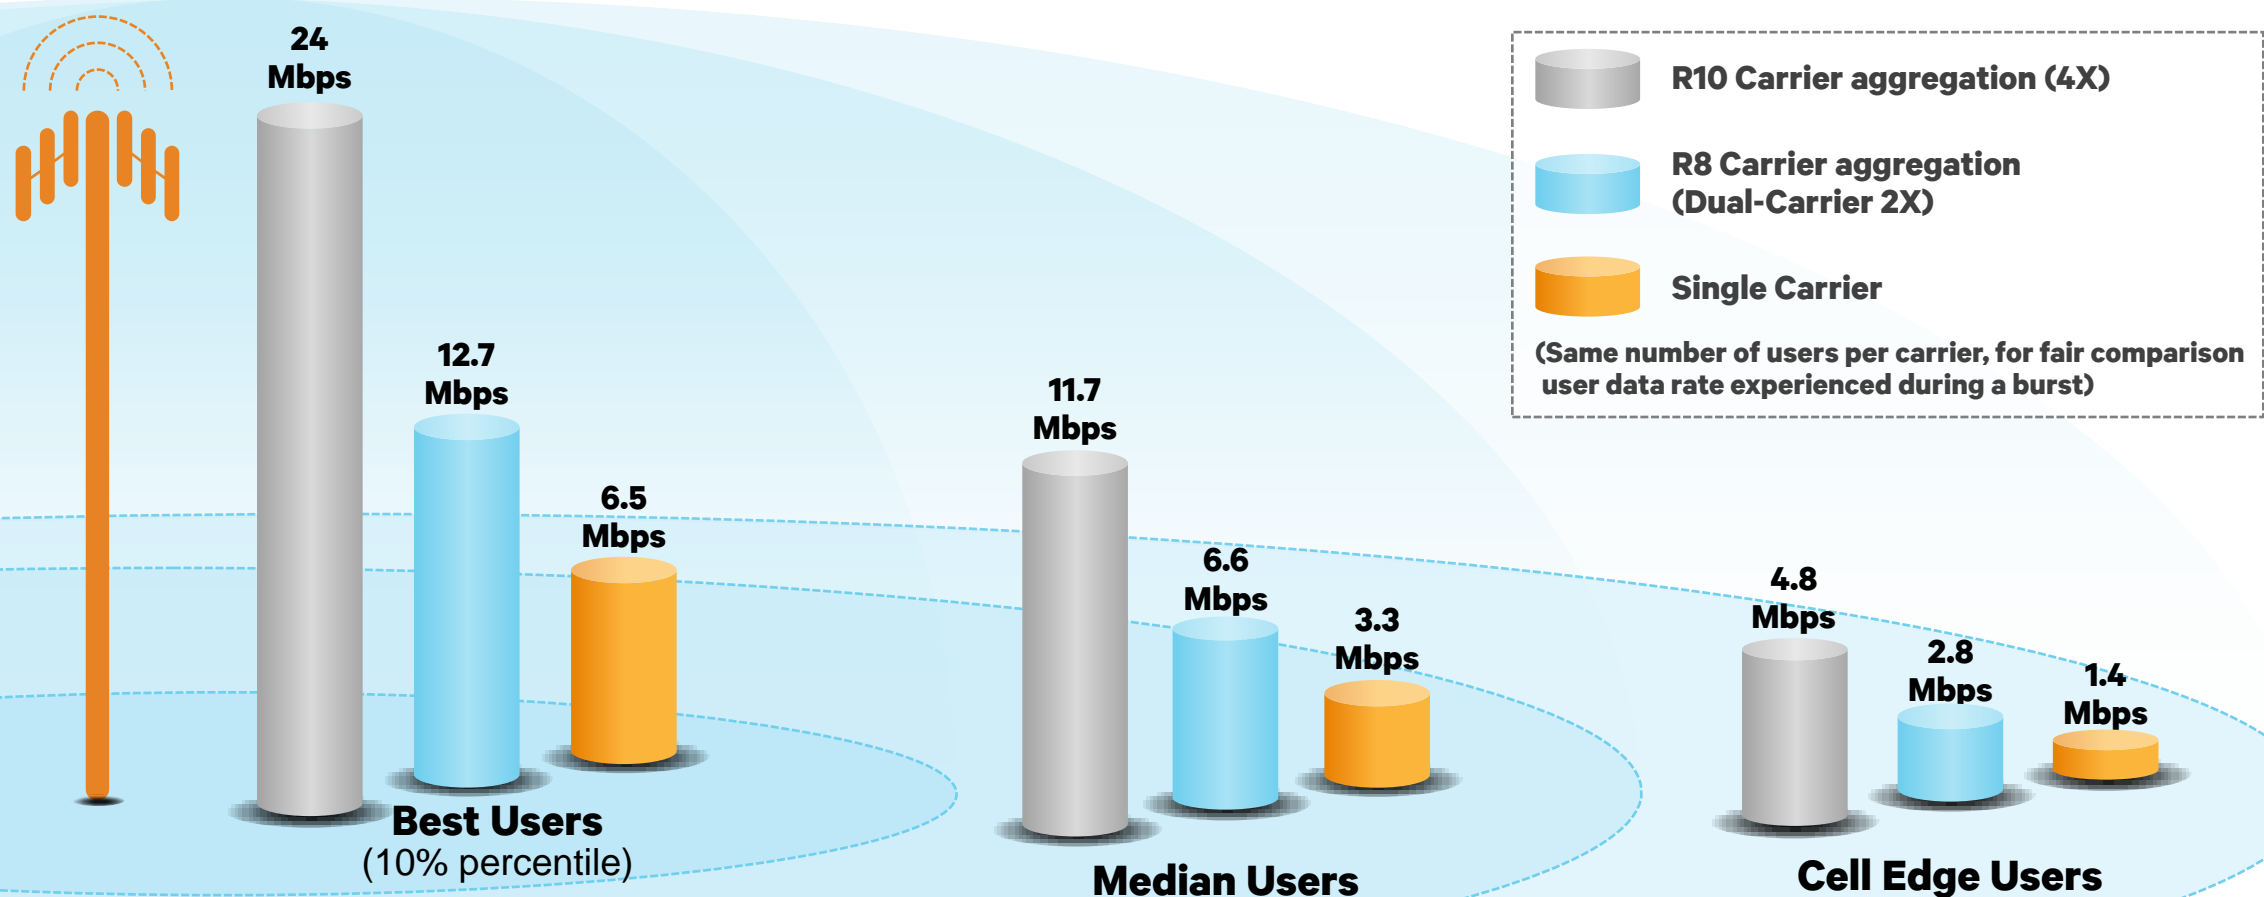 24
Mbps
12.7
Mbps
6.5
Mbps
Best Users
(10% percentile)
11.7
Mbps
6.6
Mbps
3.3
Mbps
Median Users
4.8
Mbps
2.8
Mbps
1.4
Mbps
Cell Edge Users
R10 Carrier aggregation (4X)
R8 Carrier aggregation
(Dual-Carrier 2X)
Single Carrier
(Same number of users per carrier, for fair comparison
user data rate experienced during a burst)